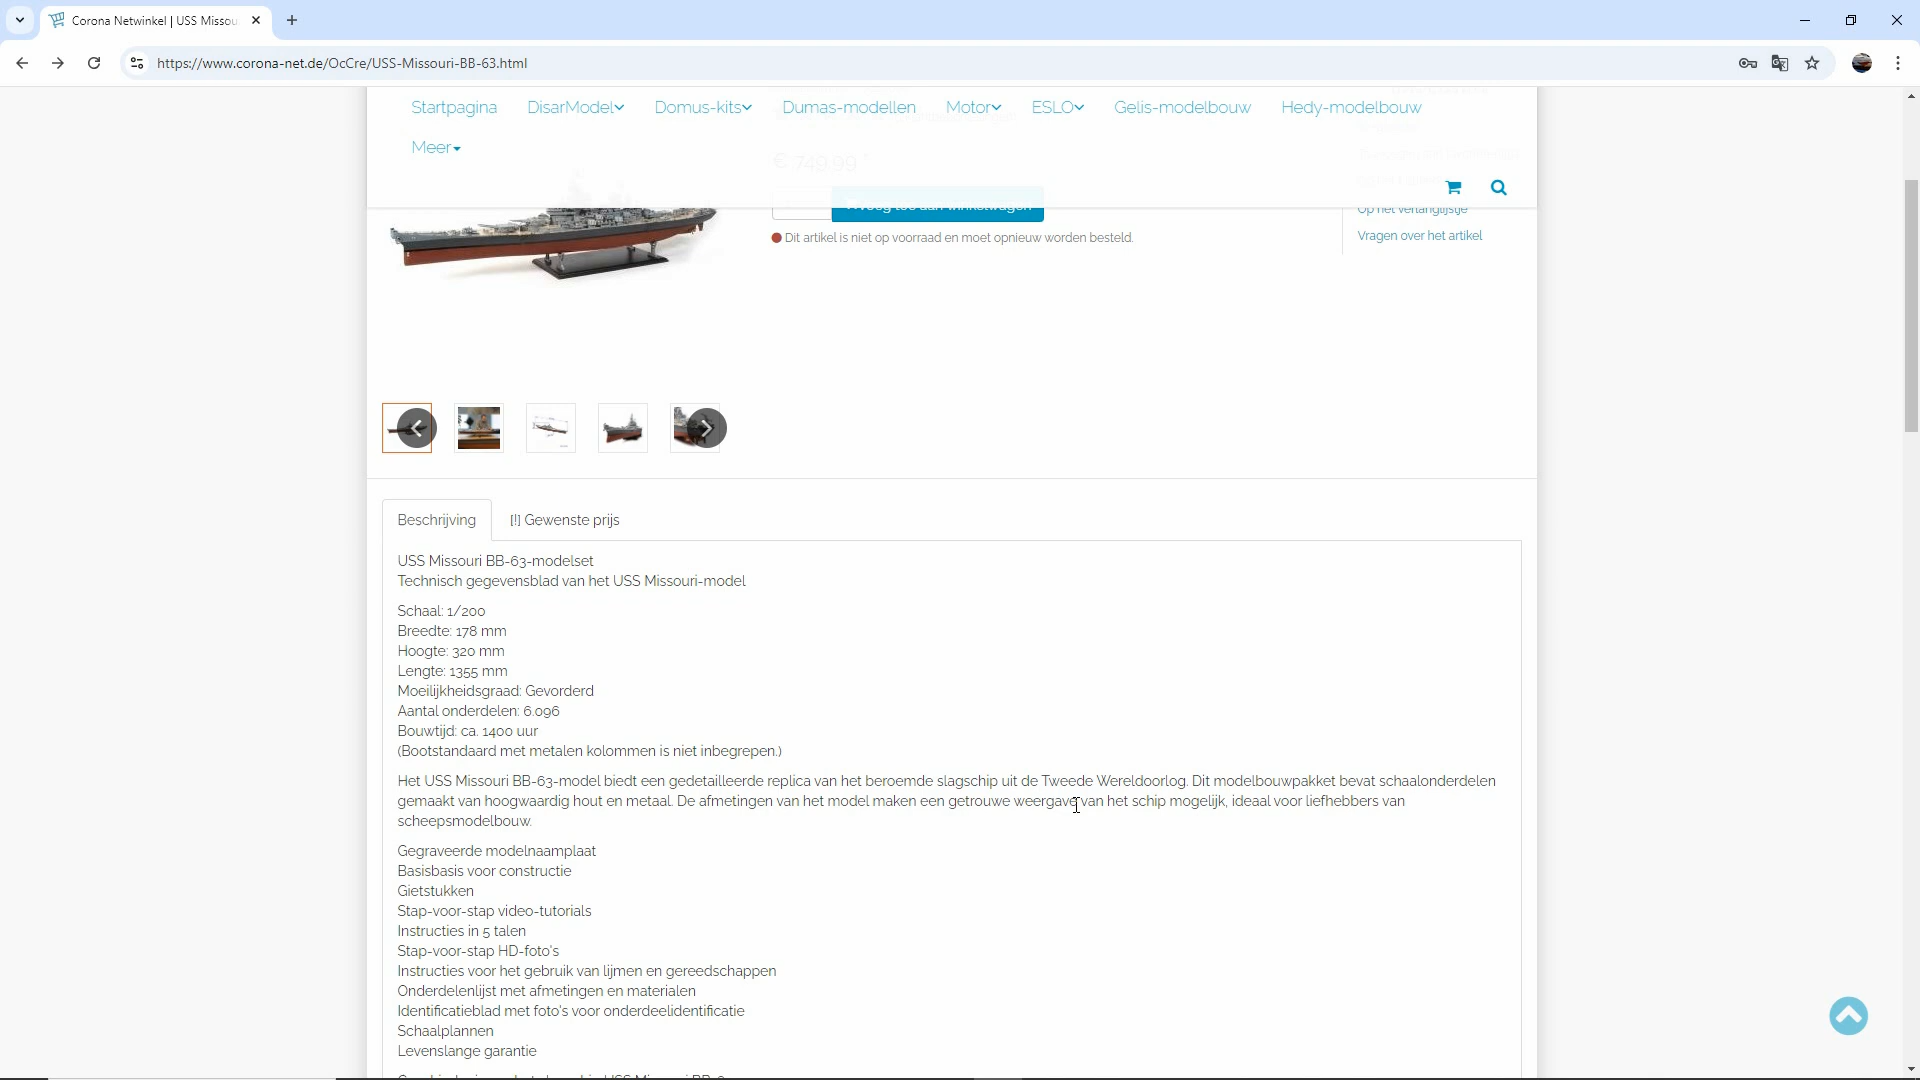 Corona Netwinkel | USS Missou
https://www.corona-net.de/OcCre/USS-Missouri-BB-63.html
Startpagina DisarModel Domus-kits Dumas-modellen Motor ESLO Gelis-modelbouw Hedy-modelbouw
Meer
€ 749,99 *
Op het verlanglijstje
Dit artikel is niet op voorraad en moet opnieuw worden besteld.
Vragen over het artikel
Beschrijving [!] Gewenste prijs
USS Missouri BB-63-modelset
Technisch gegevensblad van het USS Missouri-model
Schaal: 1/200
Breedte: 178 mm
Hoogte: 320 mm
Lengte: 1355 mm
Moeilijkheidsgraad: Gevorderd
Aantal onderdelen: 6.096
Bouwtijd: ca. 1400 uur
(Bootstandaard met metalen kolommen is niet inbegrepen.)
Het USS Missouri BB-63-model biedt een gedetailleerde replica van het beroemde slagschip uit de Tweede Wereldoorlog. Dit modelbouwpakket bevat schaalonderdelen
gemaakt van hoogwaardig hout en metaal. De afmetingen van het model maken een getrouwe weergave van het schip mogelijk, ideaal voor liefhebbers van
scheepsmodelbouw.
Gegraveerde modelnaamplaat
Basisbasis voor constructie
Gietstukken
Stap-voor-stap video-tutorials
Instructies in 5 talen
Stap-voor-stap HD-foto's
Instructies voor het gebruik van lijmen en gereedschappen
Onderdelenlijst met afmetingen en materialen
Identificatieblad met foto's voor onderdeelidentificatie
Schaalplannen
Levenslange garantie